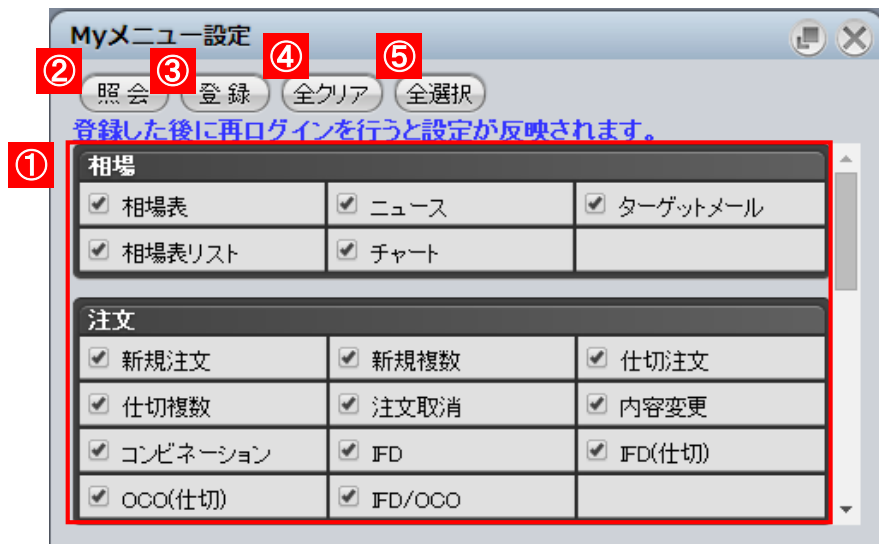 Myメニュー設定
② 照会 ③ 登録 ④ 全クリア ⑤ 全選択
登録した後に再ログインを行うと設定が反映されます。
①
相場
相場表 ニュース ターゲットメール
相場表リスト チャート
注文
新規注文 新規複数 仕切注文
仕切複数 注文取消 内容変更
コンビネーション IFD IFD(仕切)
OCO(仕切) IFD/OCO